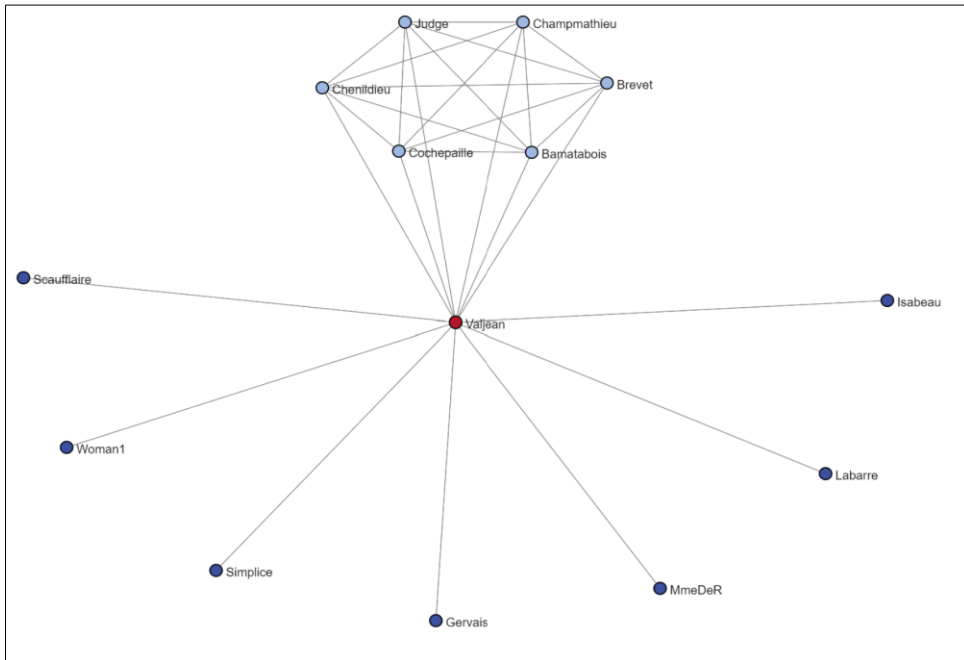 Judge
Champmathieu
Chenildieu
Brevet
Cochepaille
Bamatabois
Scaufflaire
Isabeau
Valjean
Woman1
Labarre
Simplice
MmeDeR
Gervais